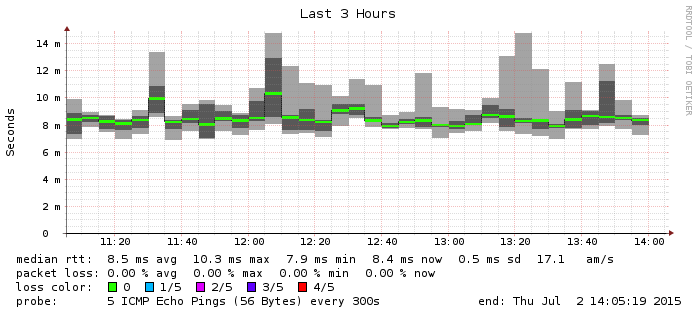 Last 3 Hours
RRDTOOL / TOBI OETIKER
Seconds
14 m
12 m
10 m
8 m
6 m
4 m
2 m
0
11:20 11:40 12:00 12:20 12:40 13:00 13:20 13:40 14:00
median rtt: 8.5 ms avg 10.3 ms max 7.9 ms min 8.4 ms now 0.5 ms sd 17.1 am/s
packet loss: 0.00 % avg 0.00 % max 0.00 % min 0.00 % now
loss color: 0 1/5 2/5 3/5 4/5
probe: 5 ICMP Echo Pings (56 Bytes) every 300s end: Thu Jul 2 14:05:19 2015